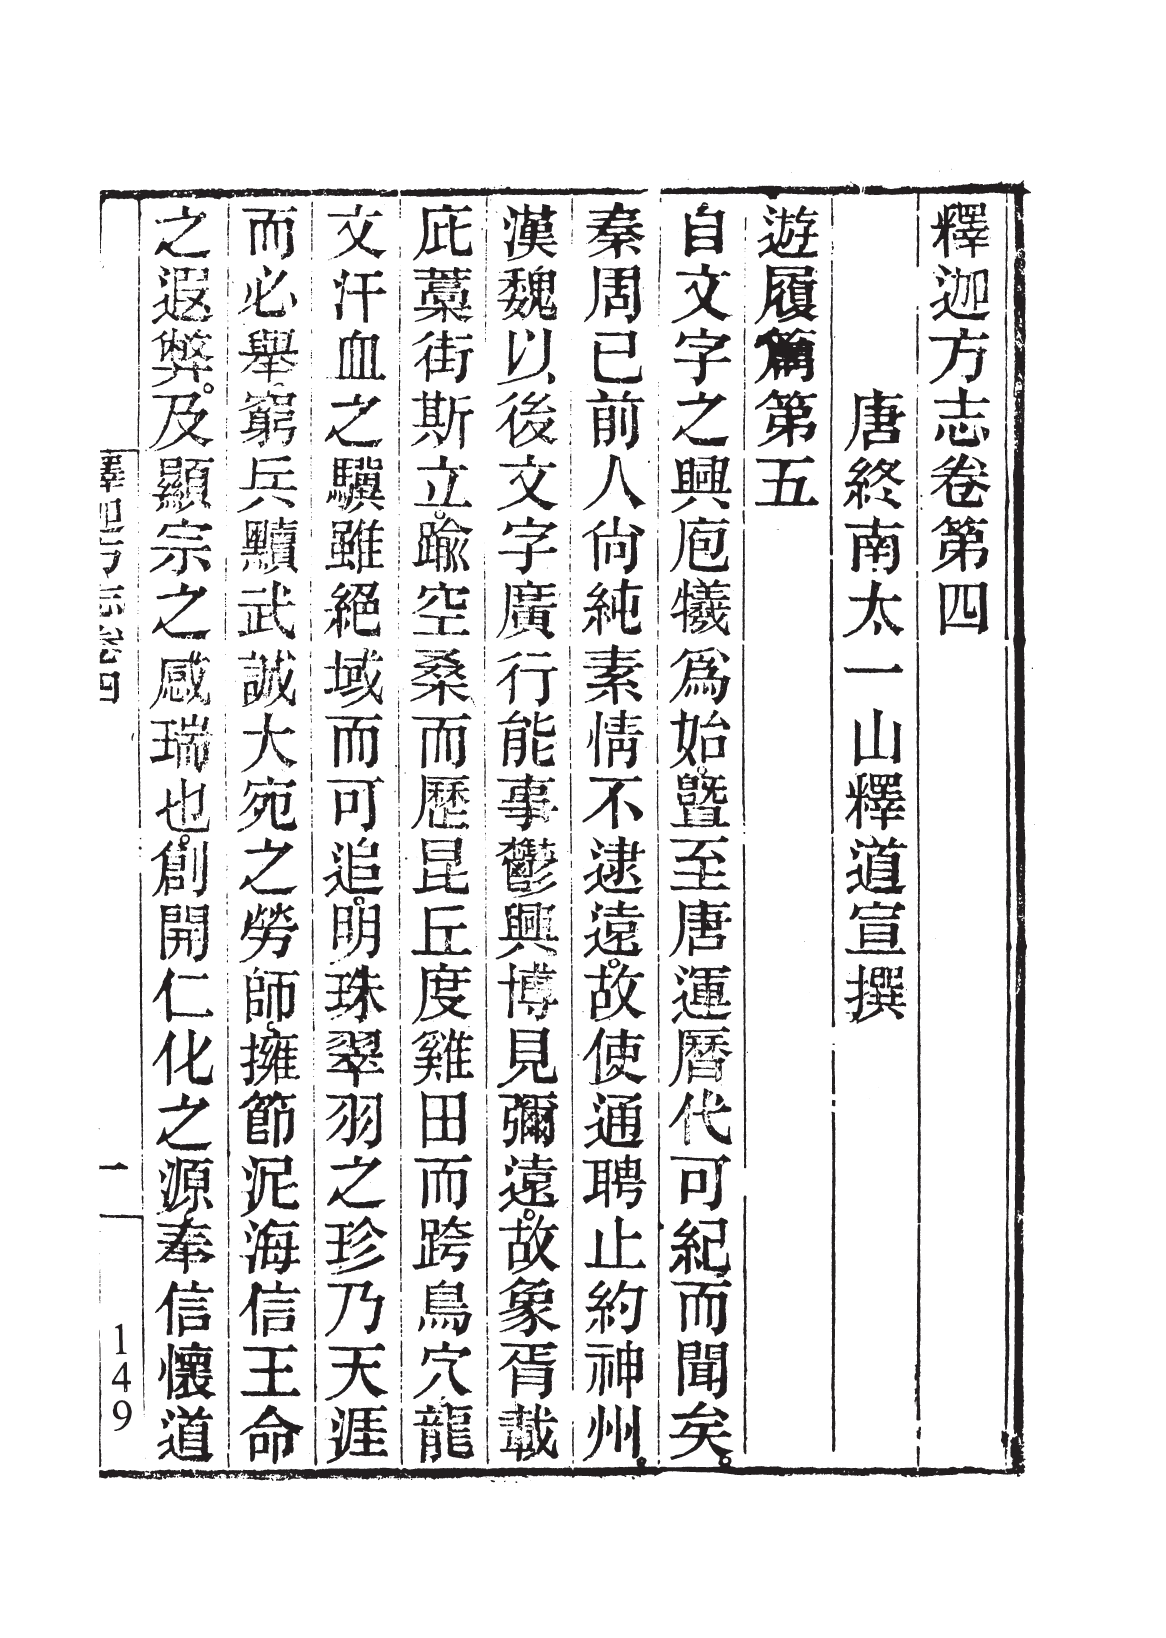 釋迦方志卷第四
唐終南太一山釋道宣撰
遊履篇第五
自文字之興庖犧爲始。曁至唐運曆代可紀而聞矣。
秦周已前人尙純素情不逮遠。故使通聘止約神州。
漢魏以後文字廣行能事鬱興博見彌遠。故象胥載
庇藁街斯立。踰空桑而歷昆丘度雞田而跨鳥穴龍
文汗血之驥雖絕域而可追。明珠翠羽之珍乃天涯
而必舉。窮兵黷武誠大宛之勞師。擁節泥海信王命
之遐弊。及顯宗之感瑞也。創開仁化之源。奉信懷道
釋迦方志卷四
一
149